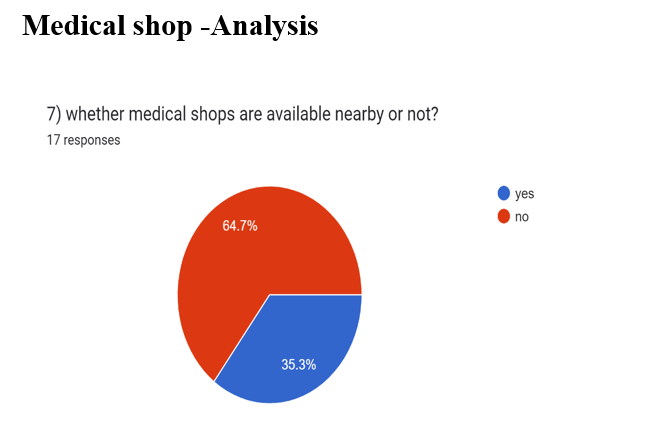 Medical shop -Analysis
7) whether medical shops are available nearby or not?
17 responses
yes
no
64.7%
35.3%